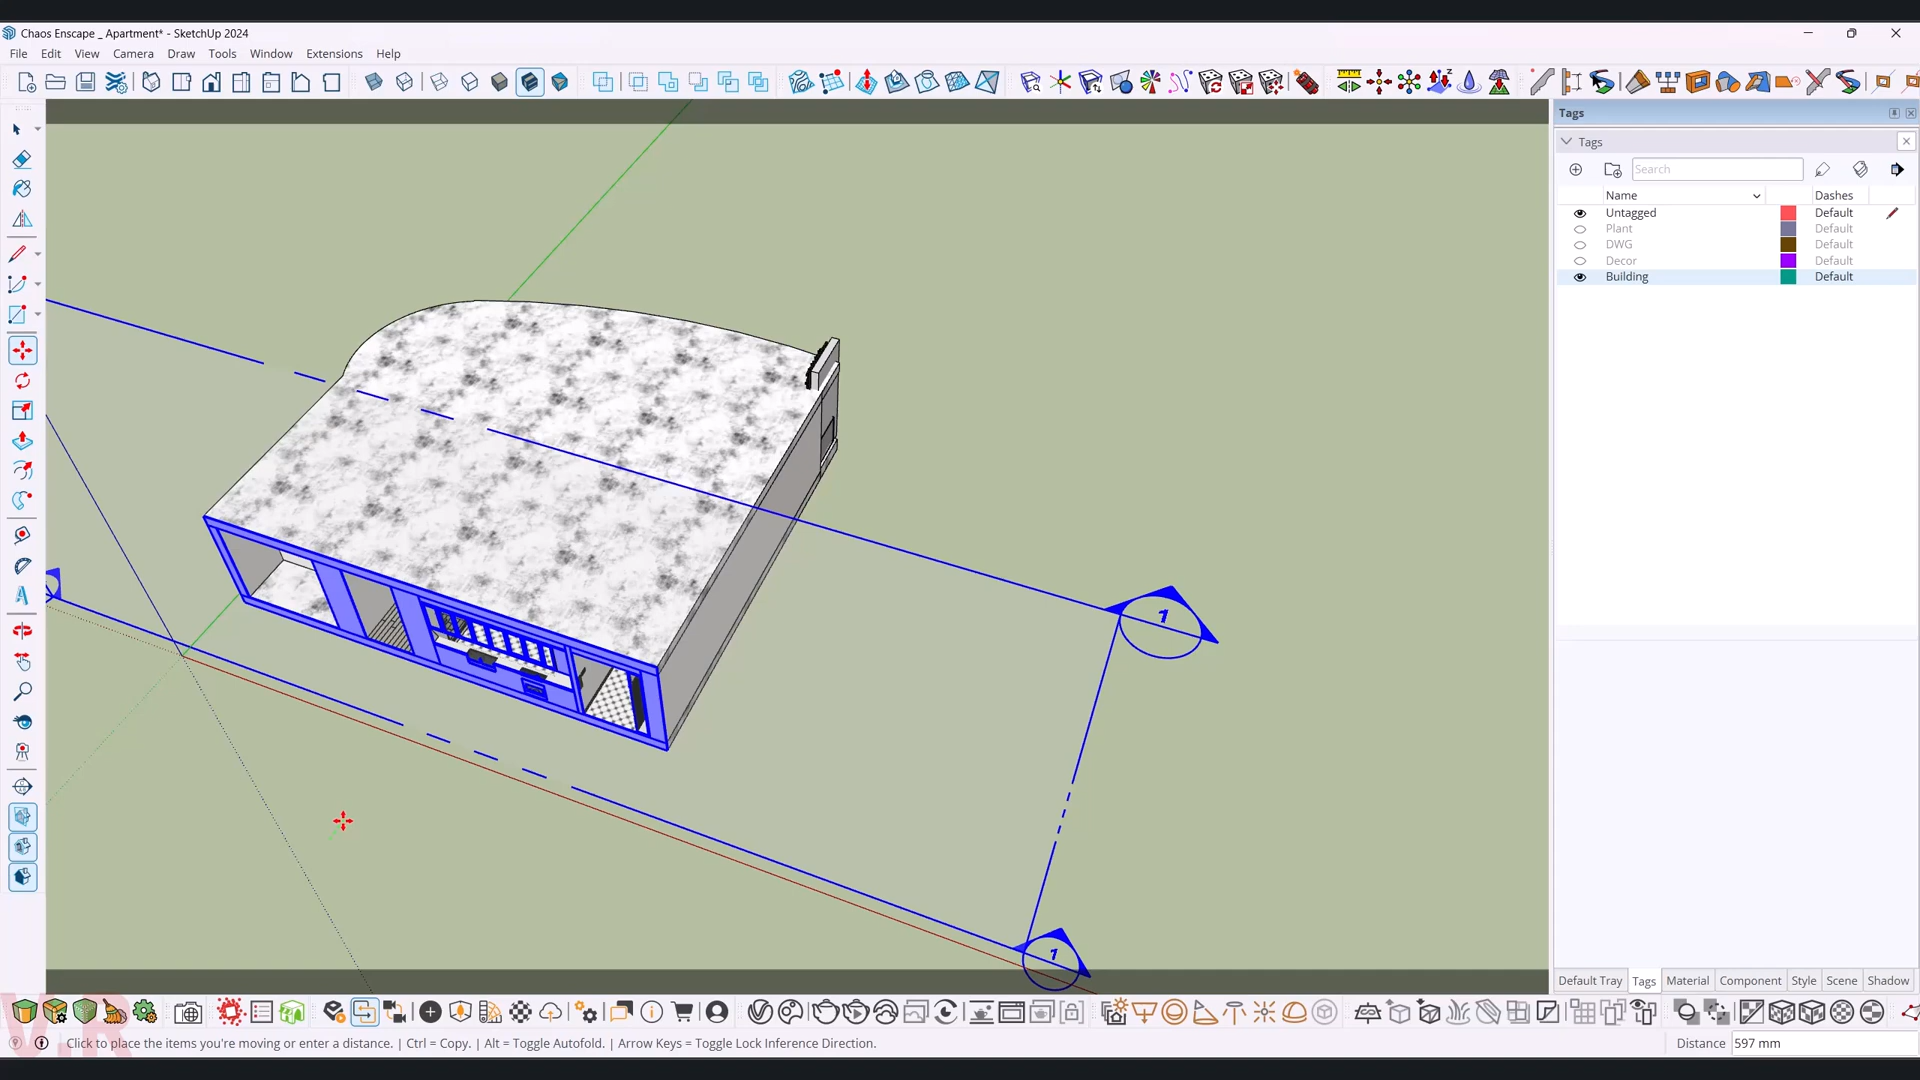 Chaos Enscape _ Apartment* - SketchUp 2024
File Edit View Camera Draw Tools Window Extensions Help
Tags
Tags
Search
Name Dashes
Untagged Default
Plant Default
DWG Default
Decor Default
Building Default
1
1
Default Tray Tags Material Component Style Scene Shadow
V.R
Click to place the items you're moving or enter a distance. | Ctrl = Copy. | Alt = Toggle Autofold. | Arrow Keys = Toggle Lock Inference Direction.
Distance 597 mm